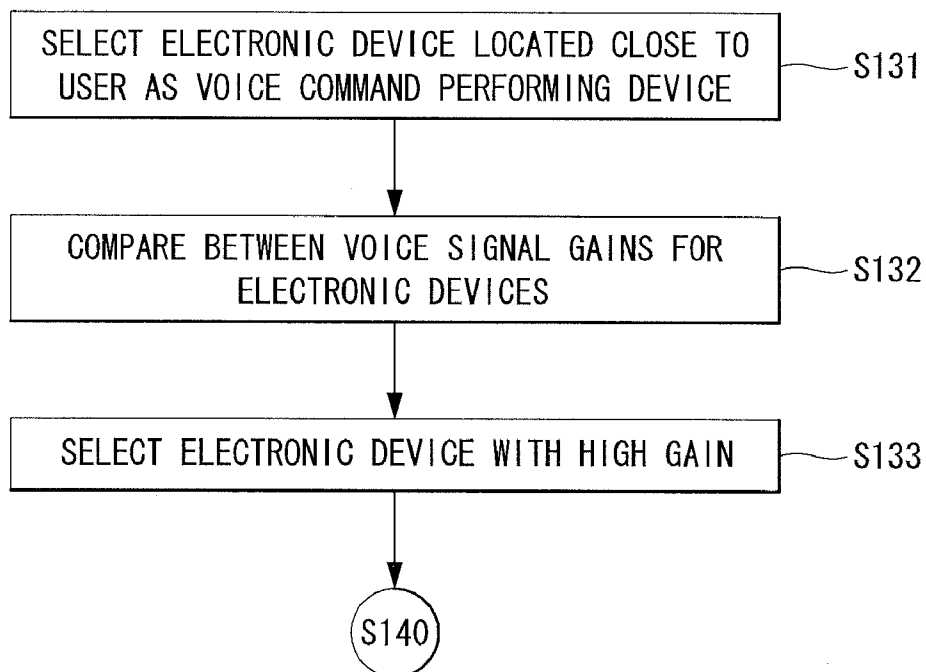 SELECT ELECTRONIC DEVICE LOCATED CLOSE TO
USER AS VOICE COMMAND PERFORMING DEVICE
S131
COMPARE BETWEEN VOICE SIGNAL GAINS FOR
ELECTRONIC DEVICES
S132
SELECT ELECTRONIC DEVICE WITH HIGH GAIN
S133
S140